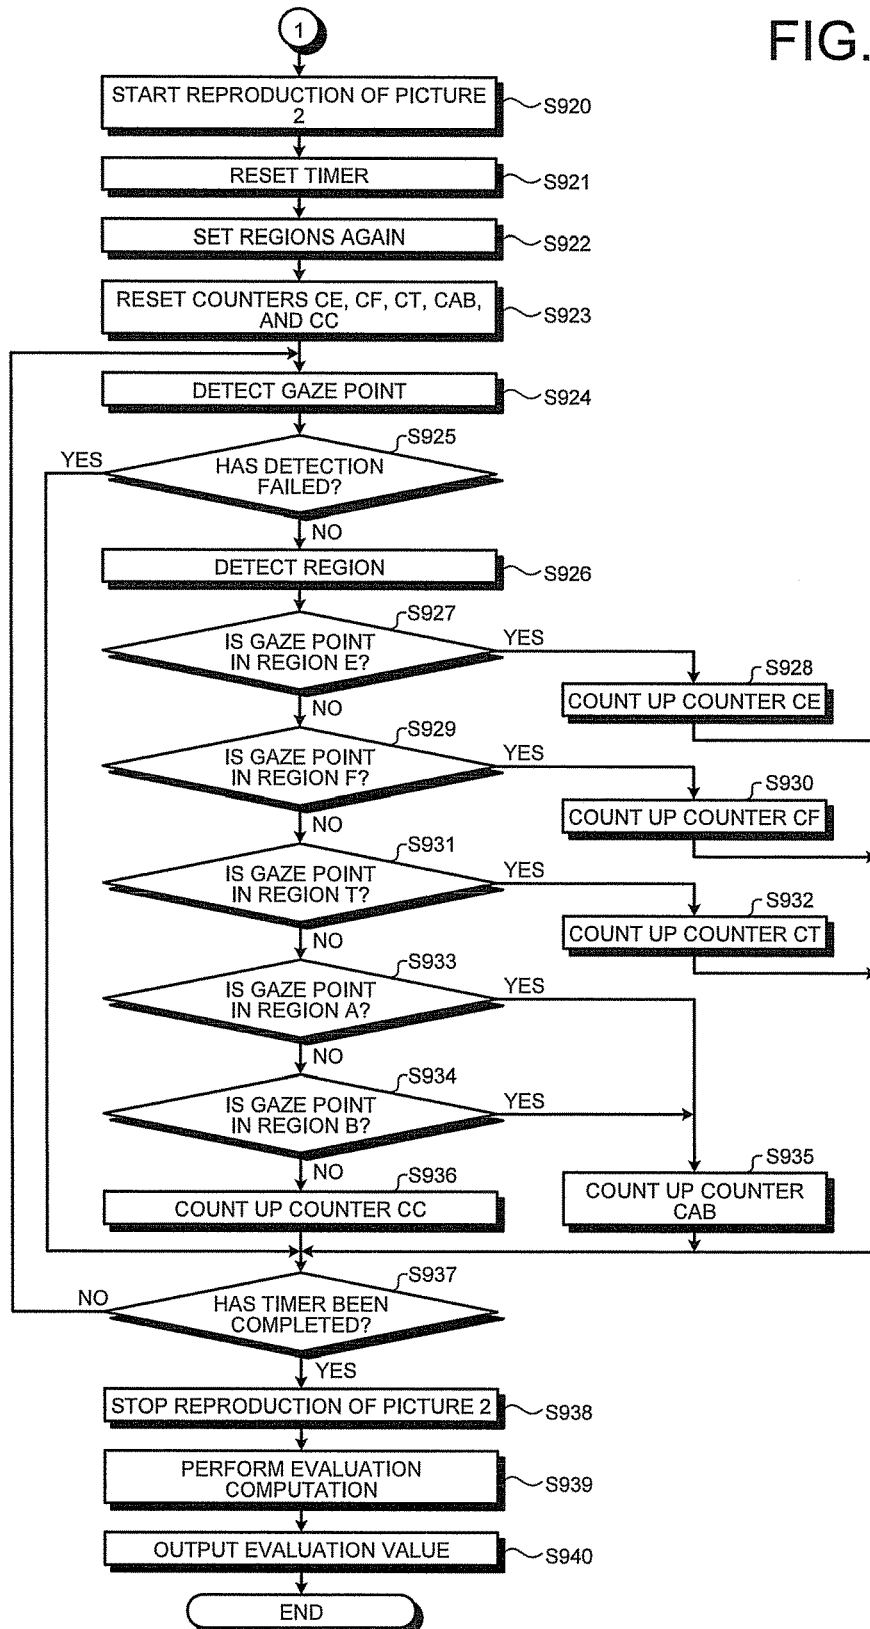 FIG.
1
START REPRODUCTION OF PICTURE
2
S920
RESET TIMER
S921
SET REGIONS AGAIN
S922
RESET COUNTERS CE, CF, CT, CAB,
AND CC
S923
DETECT GAZE POINT
S924
S925
YES
HAS DETECTION
FAILED?
NO
DETECT REGION
S926
S927
IS GAZE POINT
IN REGION E?
YES
S928
COUNT UP COUNTER CE
NO
S929
IS GAZE POINT
IN REGION F?
YES
S930
COUNT UP COUNTER CF
NO
S931
IS GAZE POINT
IN REGION T?
YES
S932
COUNT UP COUNTER CT
NO
S933
IS GAZE POINT
IN REGION A?
YES
NO
S934
IS GAZE POINT
IN REGION B?
YES
NO
S935
COUNT UP COUNTER
CAB
S936
COUNT UP COUNTER CC
S937
NO
HAS TIMER BEEN
COMPLETED?
YES
STOP REPRODUCTION OF PICTURE 2
S938
PERFORM EVALUATION
COMPUTATION
S939
OUTPUT EVALUATION VALUE
S940
END